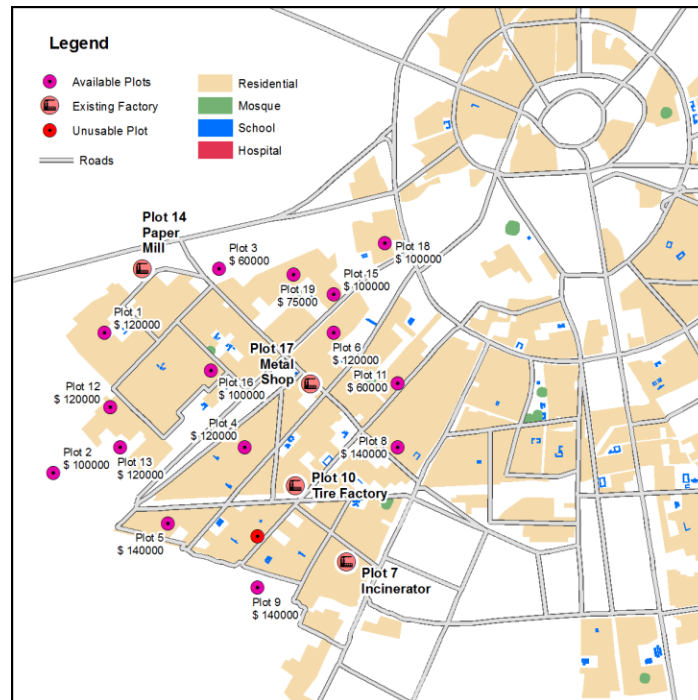 Legend
Available Plots
Existing Factory
Unusable Plot
Roads
Residential
Mosque
School
Hospital
Plot 14
Paper
Mill
Plot 3
$ 60000
Plot 18
$ 100000
Plot 15
$ 100000
Plot 19
$ 75000
Plot 1
$ 120000
Plot 17
Metal
Shop
Plot 6
$ 120000
Plot 16
$ 100000
Plot 11
$ 60000
Plot 12
$ 120000
Plot 4
$ 120000
Plot 8
$ 140000
Plot 2
$ 100000
Plot 13
$ 120000
Plot 10
Tire Factory
Plot 5
$ 140000
Plot 7
Incinerator
Plot 9
$ 140000